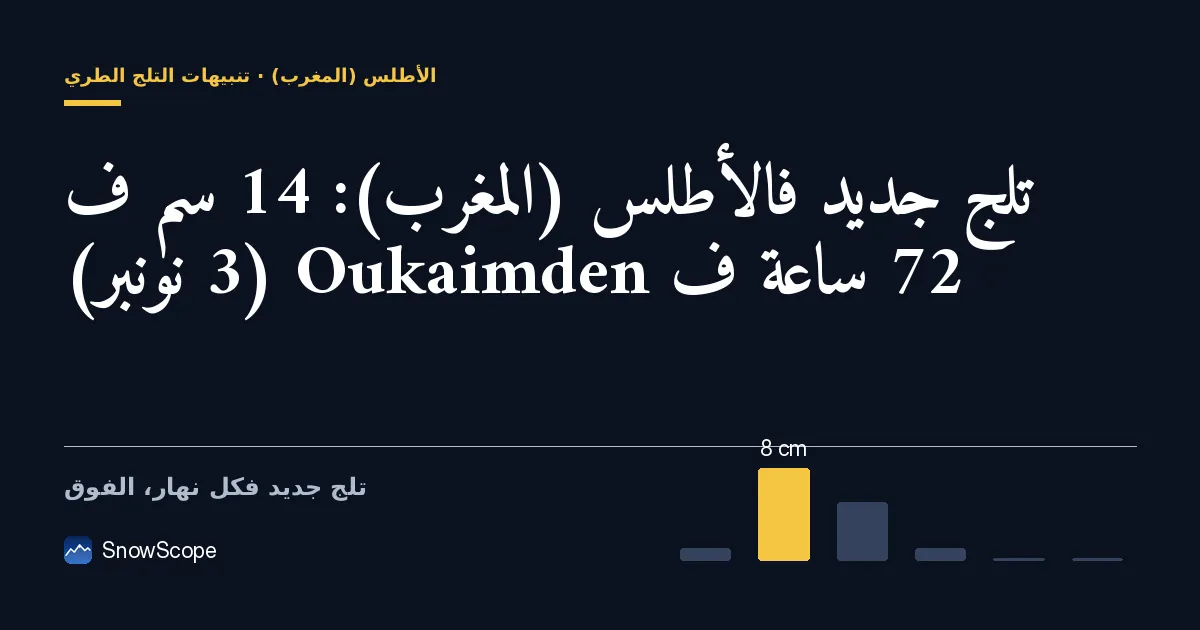 الأطلس (المغرب) · تنبيهات التلج الطري
تلج جديد فالأطلس (المغرب): 14 سم ف
72 ساعة ف Oukaimden (3 نونبر)
8 cm
تلج جديد فكل نهار، الفوق
SnowScope